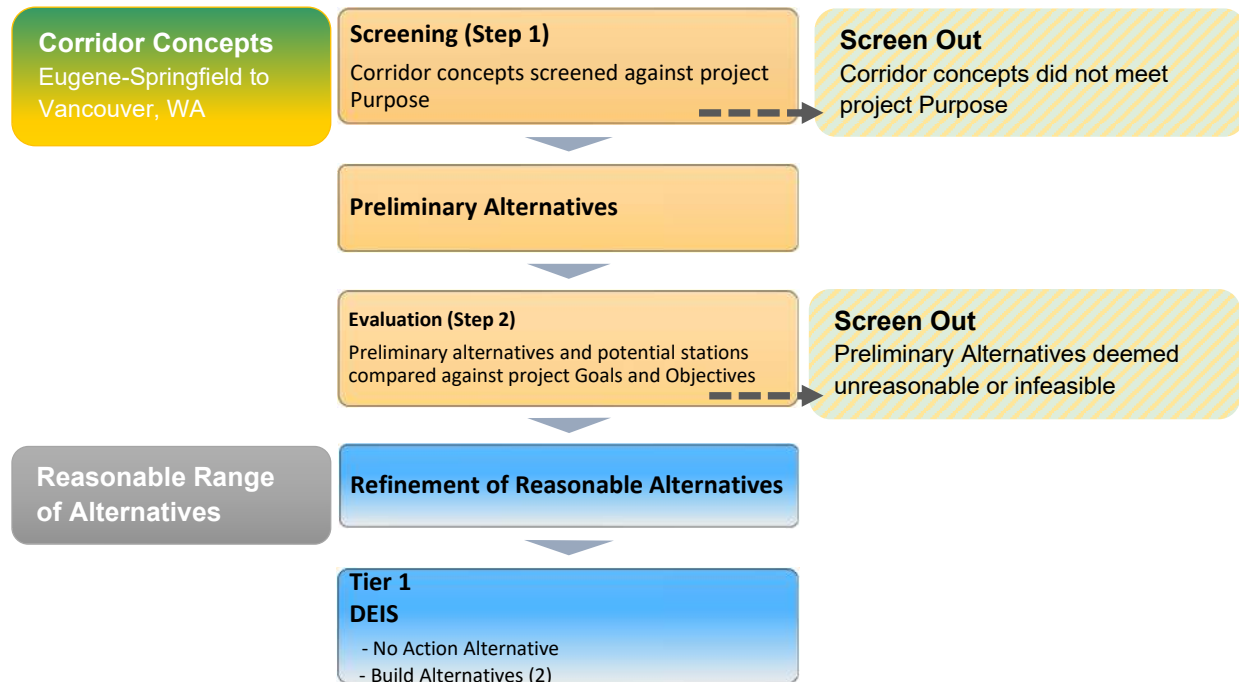 Corridor Concepts
Eugene-Springfield to
Vancouver, WA
Screening (Step 1)
Corridor concepts screened against project
Purpose
Screen Out
Corridor concepts did not meet
project Purpose
Preliminary Alternatives
Evaluation (Step 2)
Preliminary alternatives and potential stations
compared against project Goals and Objectives
Screen Out
Preliminary Alternatives deemed
unreasonable or infeasible
Reasonable Range
of Alternatives
Refinement of Reasonable Alternatives
Tier 1
DEIS
- No Action Alternative
- Build Alternatives (2)